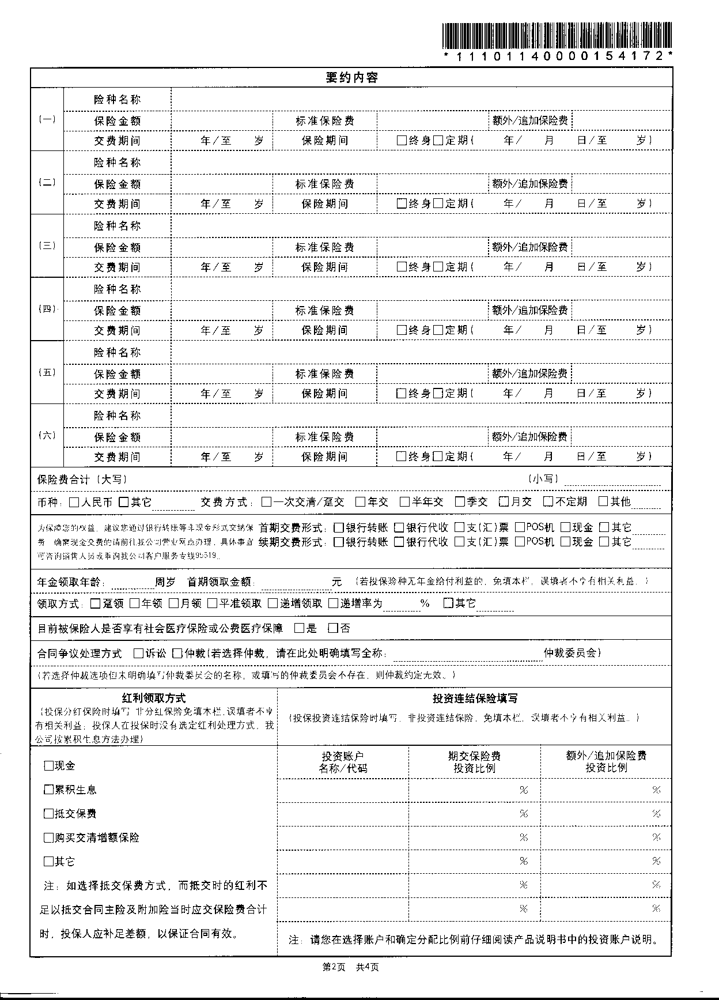 *11101140000154172*
要约内容
(一) 险种名称
保险金额 标准保险费 额外/追加保险费
交费期间 年/至 岁 保险期间 □终身□定期( 年/ 月 日/至 岁)
(二) 险种名称
保险金额 标准保险费 额外/追加保险费
交费期间 年/至 岁 保险期间 □终身□定期( 年/ 月 日/至 岁)
(三) 险种名称
保险金额 标准保险费 额外/追加保险费
交费期间 年/至 岁 保险期间 □终身□定期( 年/ 月 日/至 岁)
(四) 险种名称
保险金额 标准保险费 额外/追加保险费
交费期间 年/至 岁 保险期间 □终身□定期( 年/ 月 日/至 岁)
(五) 险种名称
保险金额 标准保险费 额外/追加保险费
交费期间 年/至 岁 保险期间 □终身□定期( 年/ 月 日/至 岁)
(六) 险种名称
保险金额 标准保险费 额外/追加保险费
交费期间 年/至 岁 保险期间 □终身□定期( 年/ 月 日/至 岁)
保险费合计(大写) (小写)
币种:□人民币 □其它 交费方式:□一次交清/趸交 □年交 □半年交 □季交 □月交 □不定期 □其他
为保障您的权益,建议您通过银行转账等非现金形式交纳保 首期交费形式:□银行转账 □银行代收 □支(汇)票 □POS机 □现金 □其它
费,确需现金交费的请前往我公司营业网点办理,具体事宜 续期交费形式:□银行转账 □银行代收 □支(汇)票 □POS机 □现金 □其它
可咨询销售人员或垂询我公司客户服务专线95519。
年金领取年龄: 周岁 首期领取金额: 元 (若投保险种无年金给付利益的,免填本栏,误填者不享有相关利益。)
领取方式:□趸领 □年领 □月领 □平准领取 □递增领取 □递增率为 % □其它
目前被保险人是否享有社会医疗保险或公费医疗保障 □是 □否
合同争议处理方式 □诉讼 □仲裁(若选择仲裁,请在此处明确填写全称: 仲裁委员会)
(若选择仲裁选项但未明确填写仲裁委员会的名称,或填写的仲裁委员会不存在,则仲裁约定无效。)
红利领取方式
(投保分红保险时填写,非分红保险免填本栏,误填者不享
有相关利益;投保人在投保时没有选定红利处理方式,我
公司按累积生息方法办理)
□现金
□累积生息
□抵交保费
□购买交清增额保险
□其它
注:如选择抵交保费方式,而抵交时的红利不
足以抵交合同主险及附加险当时应交保险费合计
时,投保人应补足差额,以保证合同有效。
投资连结保险填写
(投保投资连结保险时填写,非投资连结保险,免填本栏,误填者不享有相关利益。)
投资账户 期交保险费 额外/追加保险费
名称/代码 投资比例 投资比例
% %
% %
% %
% %
% %
% %
注:请您在选择账户和确定分配比例前仔细阅读产品说明书中的投资账户说明。
第2页 共4页